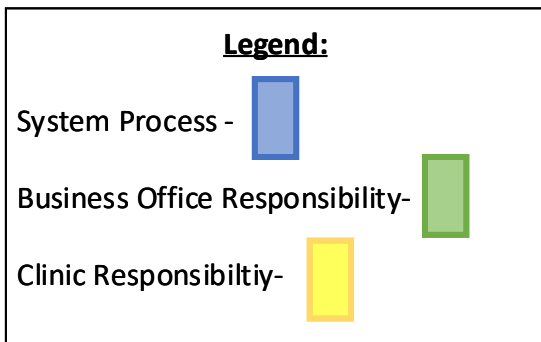 Legend:
System Process -
Business Office Responsibility-
Clinic Responsibiltiy-